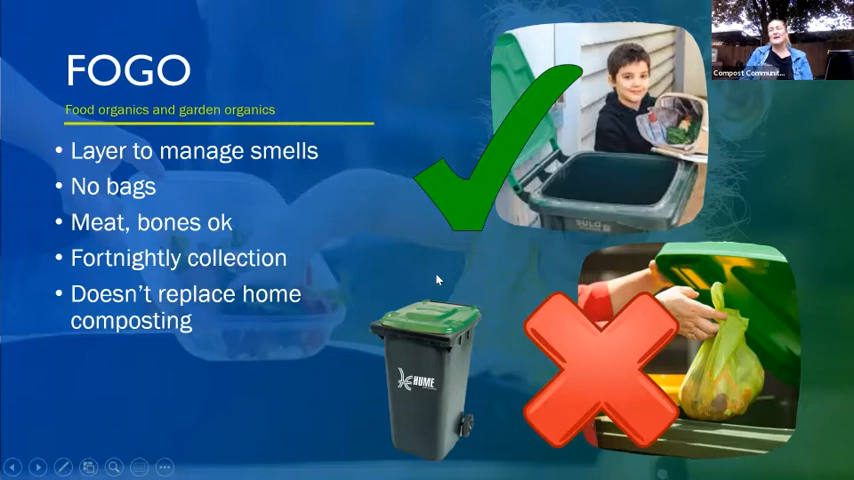 FOGO
Food organics and garden organics
• Layer to manage smells
• No bags
• Meat, bones ok
• Fortnightly collection
• Doesn't replace home
composting
Compost Communit...
SULO
HUME